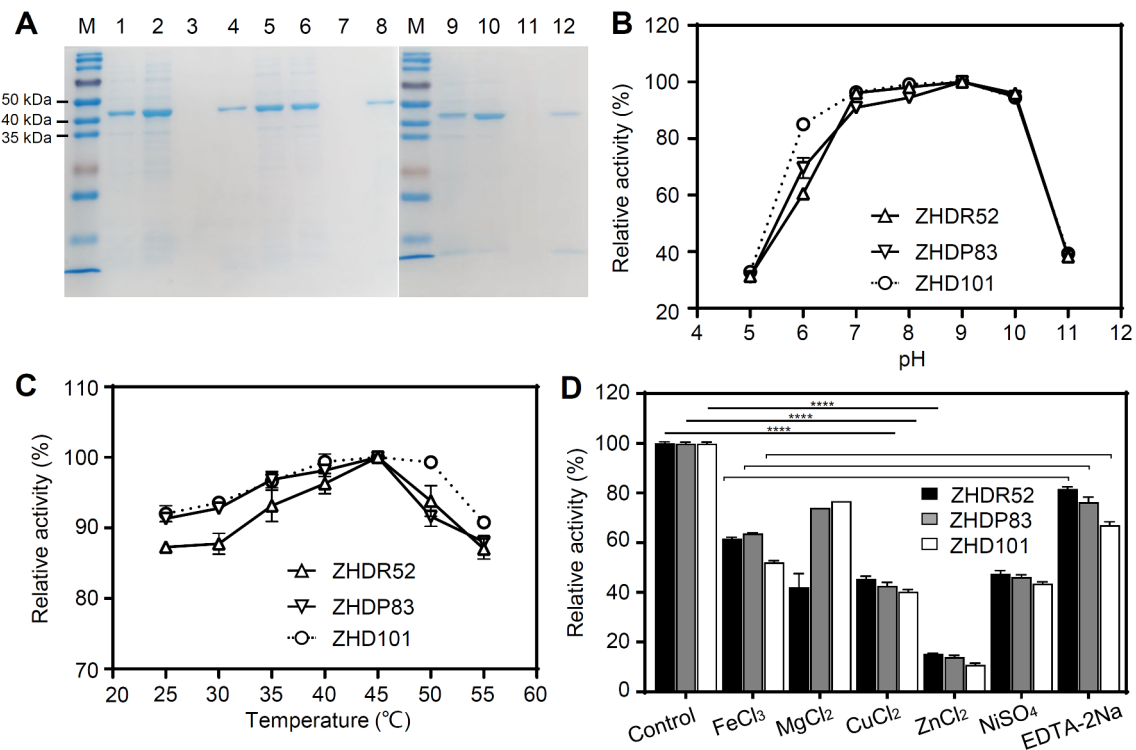 A
M 1 2 3 4 5 6 7 8 M 9 10 11 12
50 kDa
40 kDa
35 kDa
B
120
100
80
60
40
20
4 5 6 7 8 9 10 11 12
Relative activity (%)
pH
ZHDR52
ZHDP83
ZHD101
C
110
100
90
80
70
20 25 30 35 40 45 50 55 60
Relative activity (%)
Temperature (℃)
ZHDR52
ZHDP83
ZHD101
D
120
100
80
60
40
20
0
Relative activity (%)
****
****
****
ZHDR52
ZHDP83
ZHD101
Control FeCl₃ MgCl₂ CuCl₂ ZnCl₂ NiSO₄ EDTA-2Na